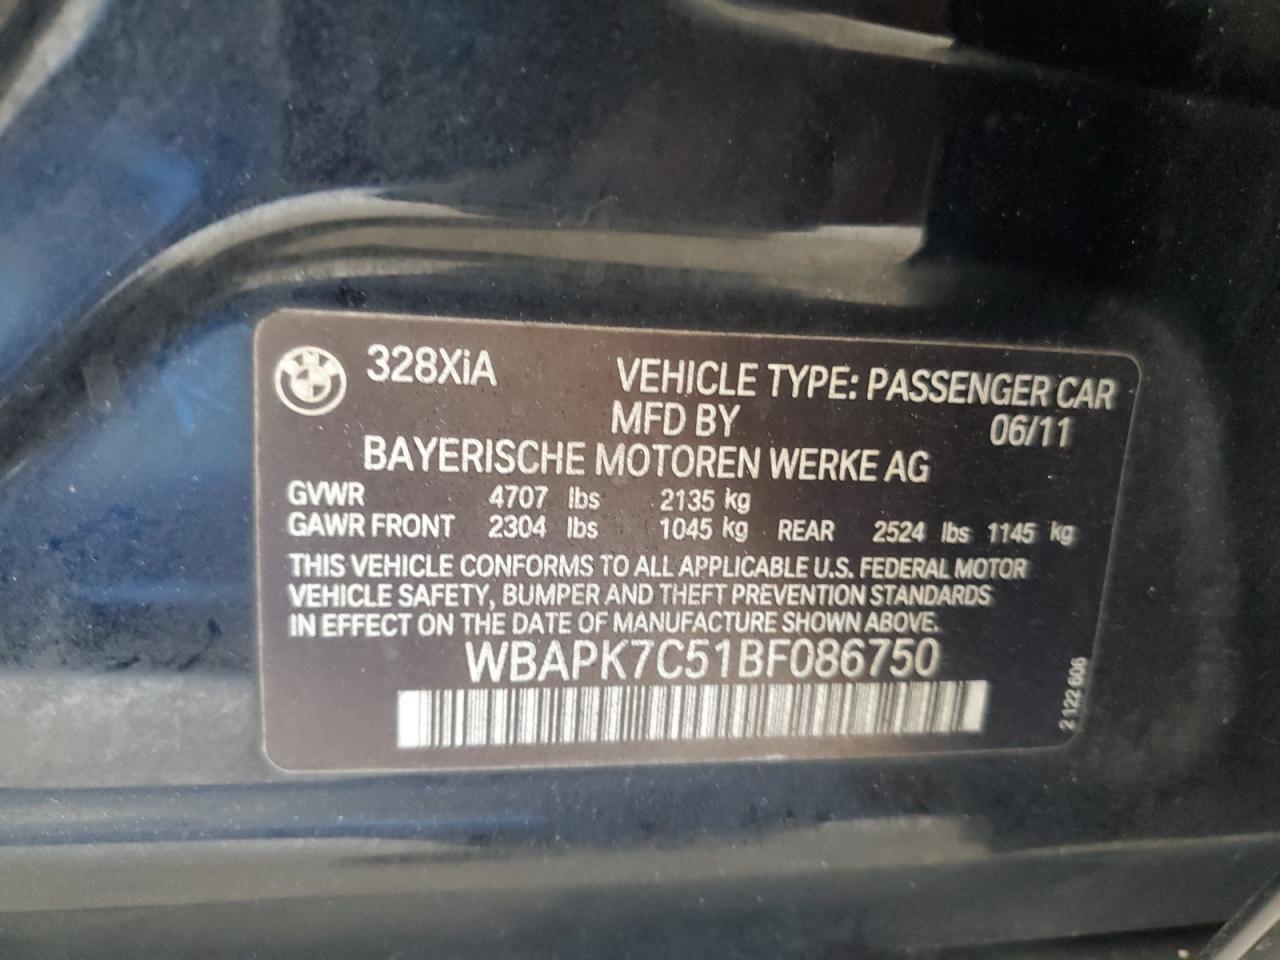 328XiA VEHICLE TYPE: PASSENGER CAR
MFD BY 06/11
BAYERISCHE MOTOREN WERKE AG
GVWR 4707 lbs 2135 kg
GAWR FRONT 2304 lbs 1045 kg REAR 2524 lbs 1145 kg
THIS VEHICLE CONFORMS TO ALL APPLICABLE U.S. FEDERAL MOTOR
VEHICLE SAFETY, BUMPER AND THEFT PREVENTION STANDARDS
IN EFFECT ON THE DATE OF MANUFACTURE SHOWN ABOVE.
WBAPK7C51BF086750
2 122 606